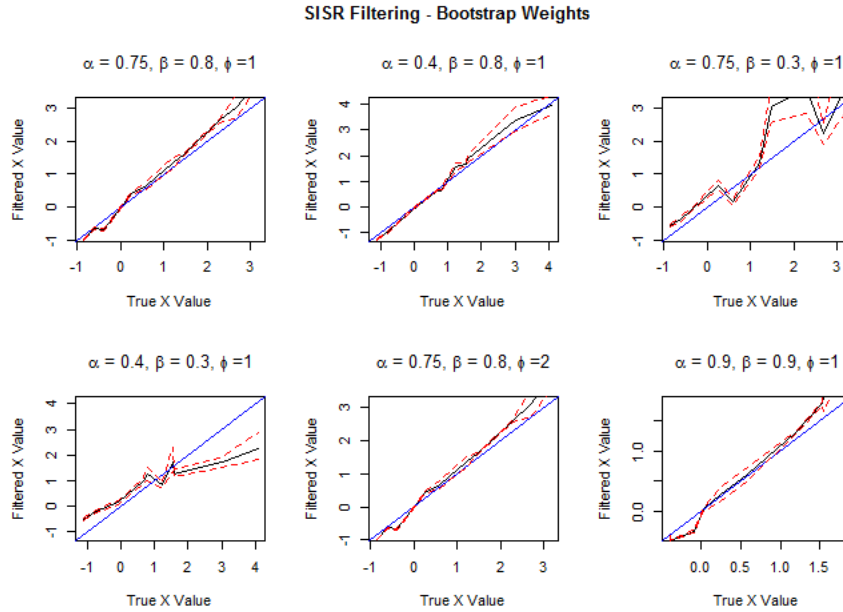 SISR Filtering - Bootstrap Weights
α = 0.75, β = 0.8, ϕ =1
Filtered X Value
-1 0 1 2 3
-1 0 1 2 3
True X Value
α = 0.4, β = 0.8, ϕ =1
Filtered X Value
-1 0 1 2 3 4
-1 0 1 2 3 4
True X Value
α = 0.75, β = 0.3, ϕ =1
Filtered X Value
-1 0 1 2 3
-1 0 1 2 3
True X Value
α = 0.4, β = 0.3, ϕ =1
Filtered X Value
-1 0 1 2 3 4
-1 0 1 2 3 4
True X Value
α = 0.75, β = 0.8, ϕ =2
Filtered X Value
-1 0 1 2 3
-1 0 1 2 3
True X Value
α = 0.9, β = 0.9, ϕ =1
Filtered X Value
0.0 1.0
0.0 0.5 1.0 1.5
True X Value